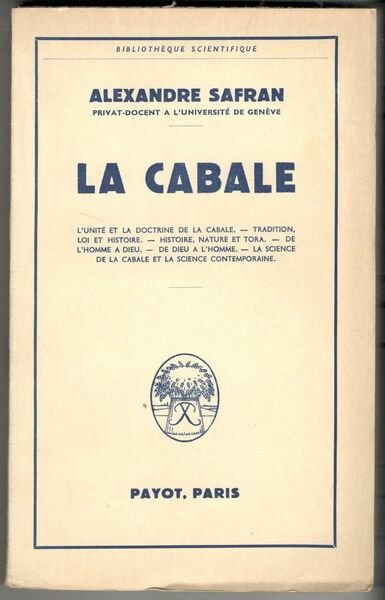 BIBLIOTHÈQUE SCIENTIFIQUE
ALEXANDRE SAFRAN
PRIVAT-DOCENT A L'UNIVERSITÉ DE GENÈVE
LA CABALE
L'UNITÉ ET LA DOCTRINE DE LA CABALE. — TRADITION,
LOI ET HISTOIRE. — HISTOIRE, NATURE ET TORA. — DE
L'HOMME A DIEU. — DE DIEU A L'HOMME. — LA SCIENCE
DE LA CABALE ET LA SCIENCE CONTEMPORAINE.
PAYOT, PARIS